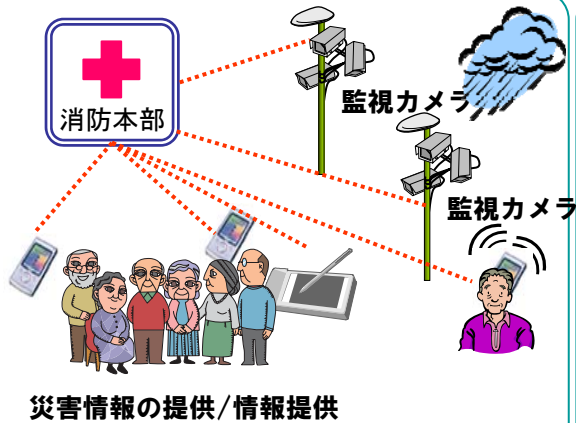 消防本部
監視カメラ
監視カメラ
災害情報の提供/情報提供